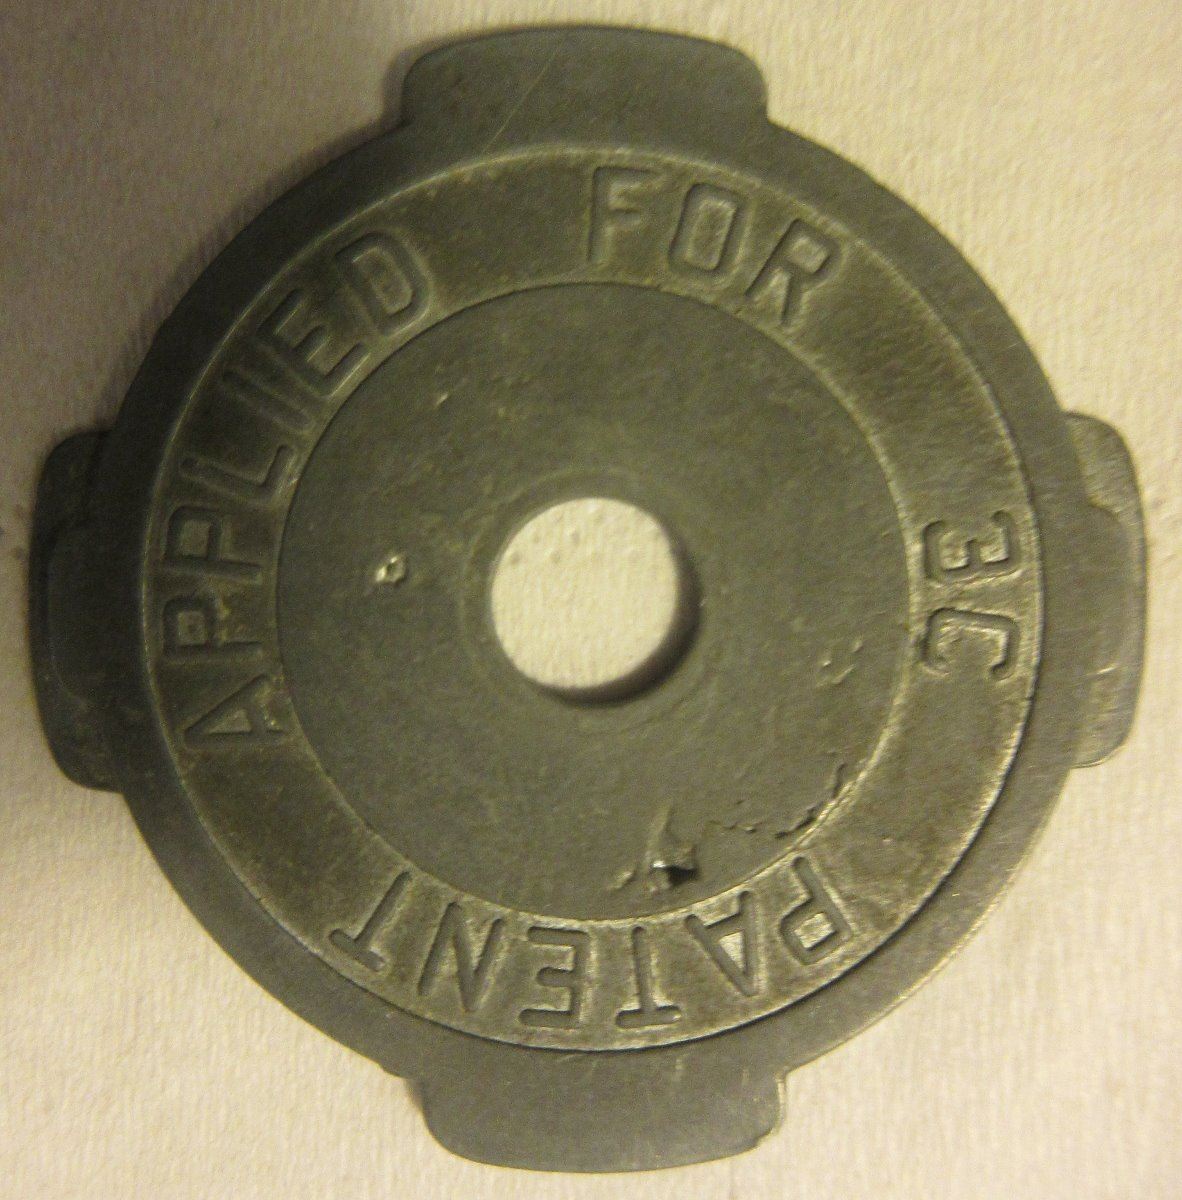 3C PATENT APPLIED FOR